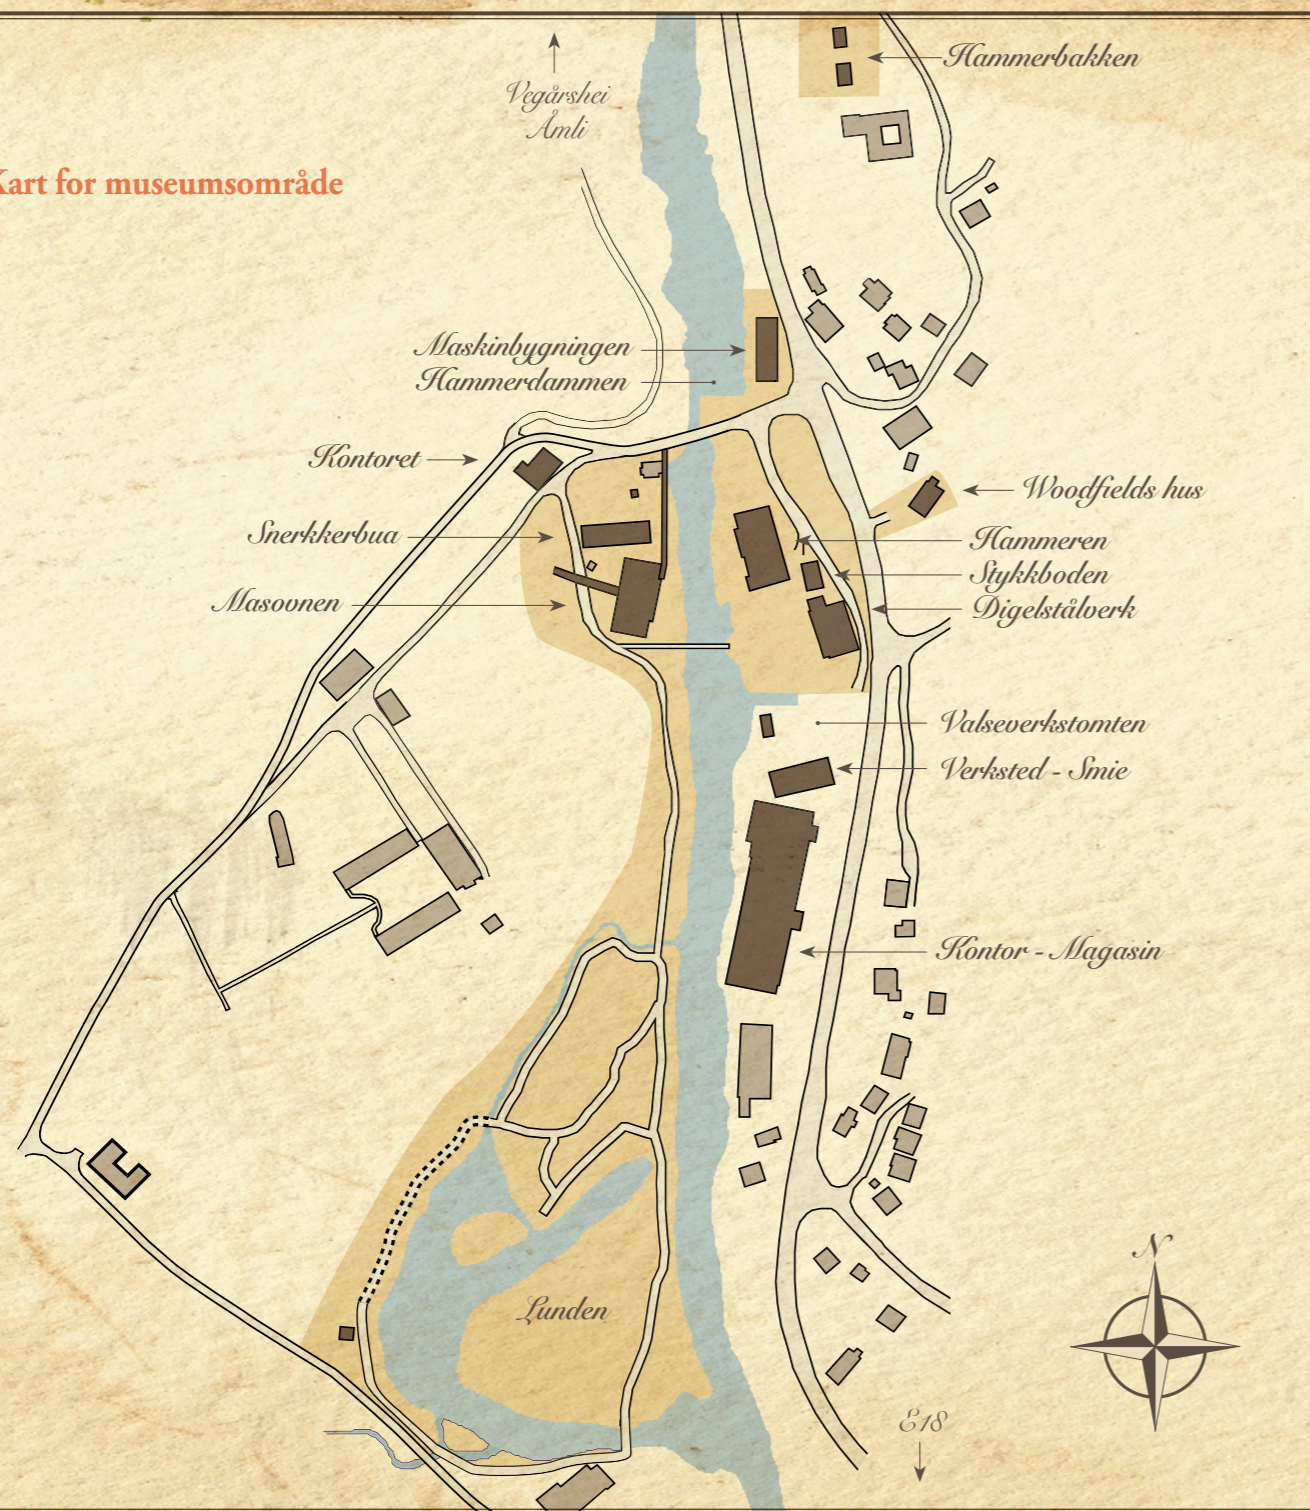 Hammerbakken
Vegårshei
Åmli
Kart for museumsområde
Maskinbygningen
Hammerdammen
Kontoret
Woodfields hus
Snerkkerbua
Hammeren
Stykkboden
Masovnen
Digelstålverk
Valseverkstomten
Verksted - Smie
Kontor - Magasin
N
Lunden
E18